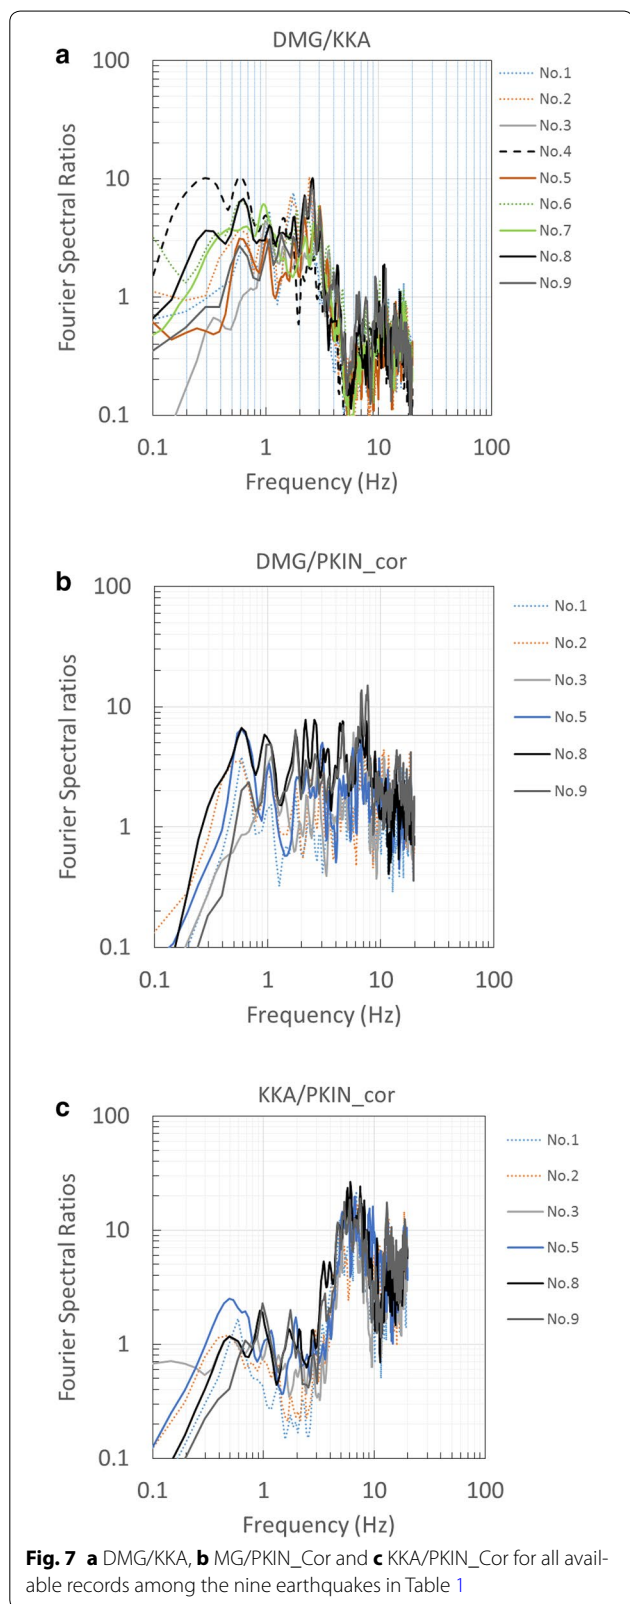 a
DMG/KKA
100
10
1
0.1
0.1 1 10 100
Fourier Spectral Ratios
Frequency (Hz)
No.1
No.2
No.3
No.4
No.5
No.6
No.7
No.8
No.9
b
DMG/PKIN_cor
100
10
1
0.1
0.1 1 10 100
Fourier Spectral ratios
Frequency (Hz)
No.1
No.2
No.3
No.5
No.8
No.9
c
KKA/PKIN_cor
100
10
1
0.1
0.1 1 10 100
Fourier Spectral Ratios
Frequency (Hz)
No.1
No.2
No.3
No.5
No.8
No.9
Fig. 7 a DMG/KKA, b MG/PKIN_Cor and c KKA/PKIN_Cor for all avail-
able records among the nine earthquakes in Table 1